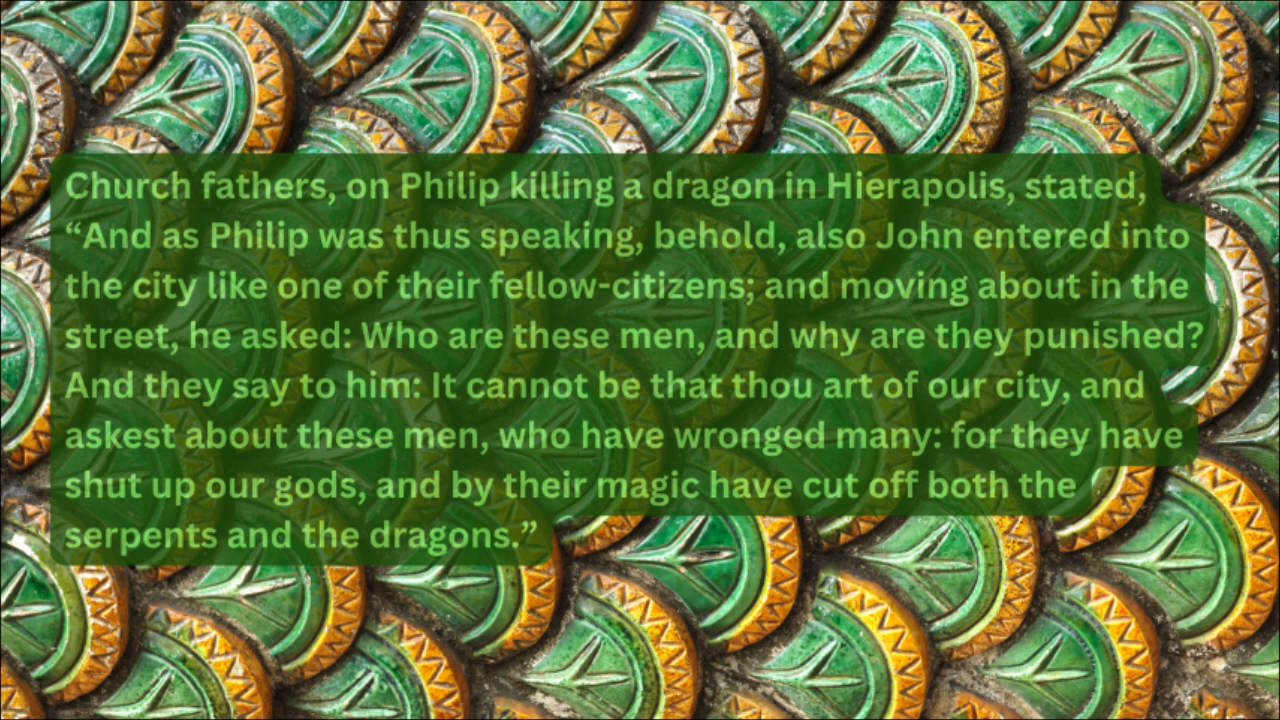 Church fathers, on Philip killing a dragon in Hierapolis, stated,
“And as Philip was thus speaking, behold, also John entered into
the city like one of their fellow-citizens; and moving about in the
street, he asked: Who are these men, and why are they punished?
And they say to him: It cannot be that thou art of our city, and
askest about these men, who have wronged many: for they have
shut up our gods, and by their magic have cut off both the
serpents and the dragons.”